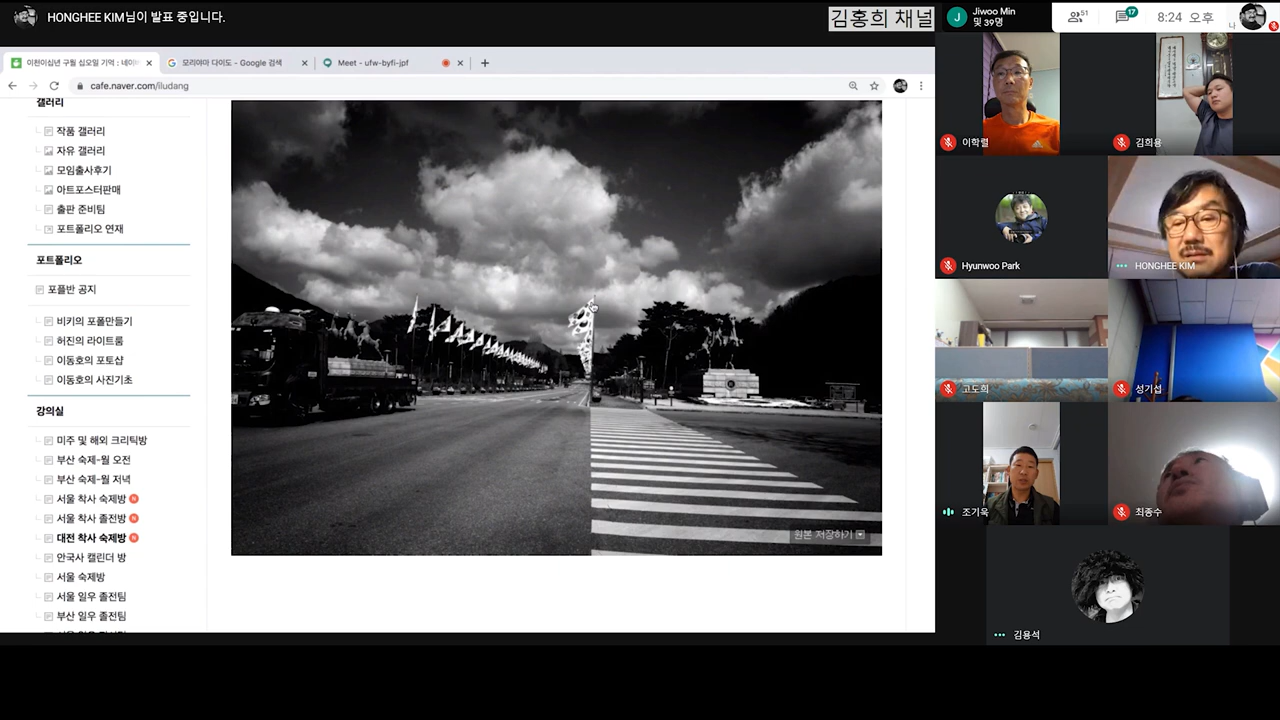 HONGHEE KIM님이 발표 중입니다.
김홍희 채널
Jiwoo Min
및 39명
51
17
8:24 오후
나
이천이십년 구월 십오일 기억 : 네이버
모리야마 다이도 - Google 검색
Meet - ufw-byfi-jpf
cafe.naver.com/iludang
갤러리
작품 갤러리
자유 갤러리
모임출사후기
아트포스터판매
출판 준비팀
포트폴리오 연재
포트폴리오
포폴반 공지
비키의 포폴만들기
허진의 라이트룸
이동호의 포토샵
이동호의 사진기초
강의실
미주 및 해외 크리틱방
부산 숙제-월 오전
부산 숙제-월 저녁
서울 착사 숙제방 N
서울 착사 졸전방 N
대전 착사 숙제방 N
안국사 캘린더 방
서울 숙제방
서울 일우 졸전팀
부산 일우 졸전팀
원본 저장하기
이학렬
김희용
Hyunwoo Park
HONGHEE KIM
고도희
성기섭
조기욱
최종수
김용석